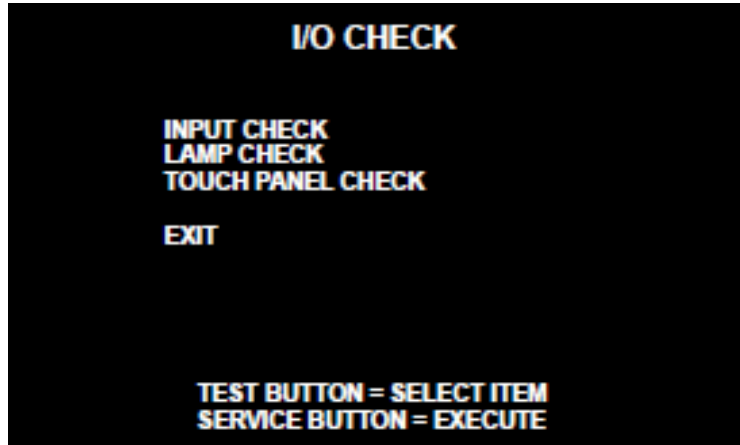 I/O CHECK
INPUT CHECK
LAMP CHECK
TOUCH PANEL CHECK
EXIT
TEST BUTTON = SELECT ITEM
SERVICE BUTTON = EXECUTE